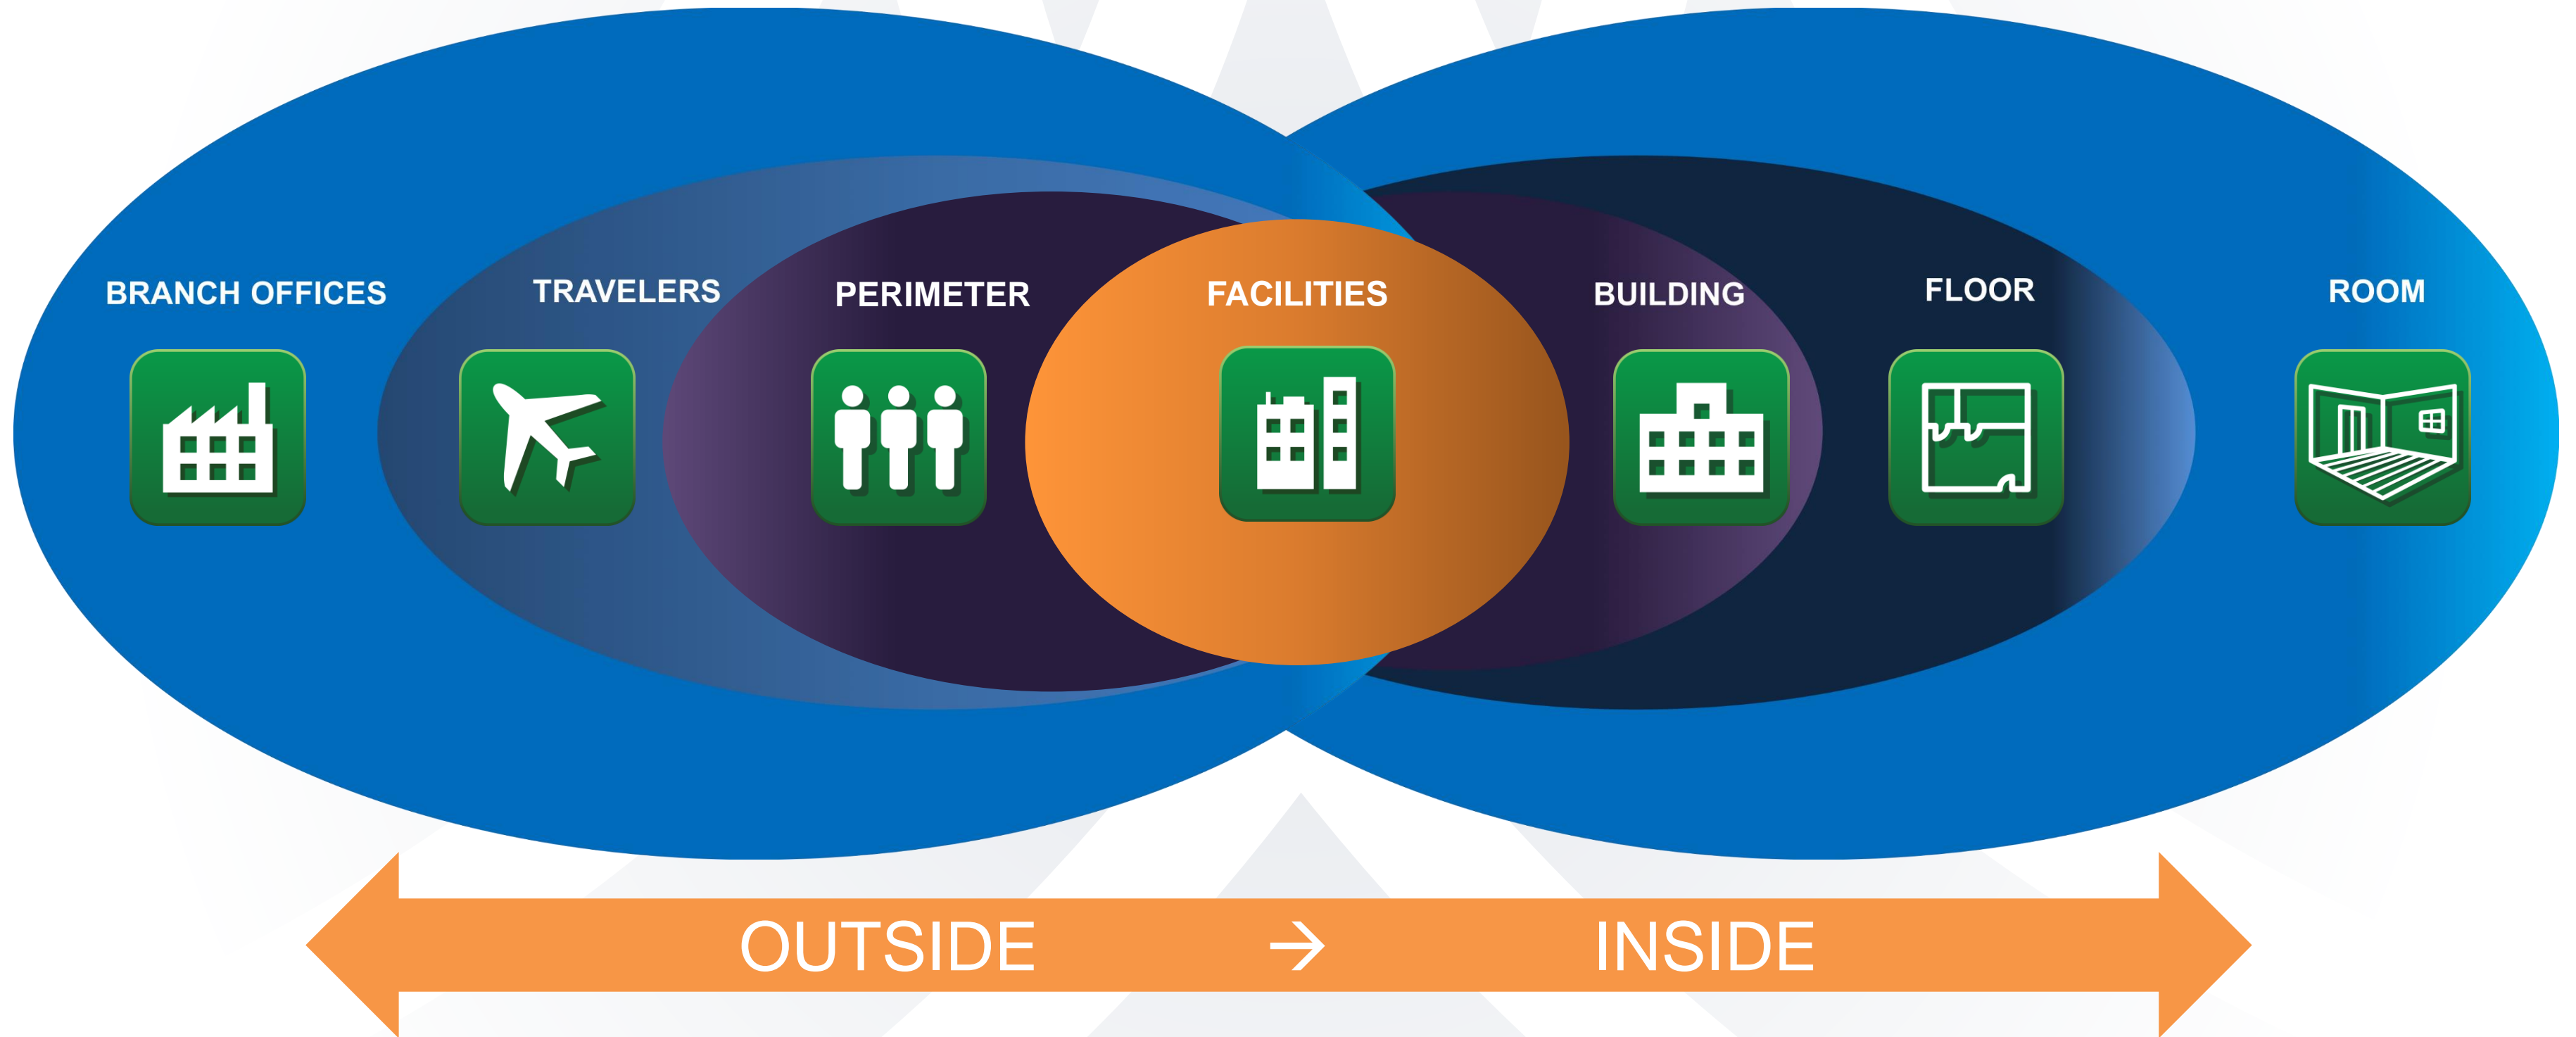 BRANCH OFFICES
TRAVELERS
PERIMETER
FACILITIES
BUILDING
FLOOR
ROOM
OUTSIDE → INSIDE